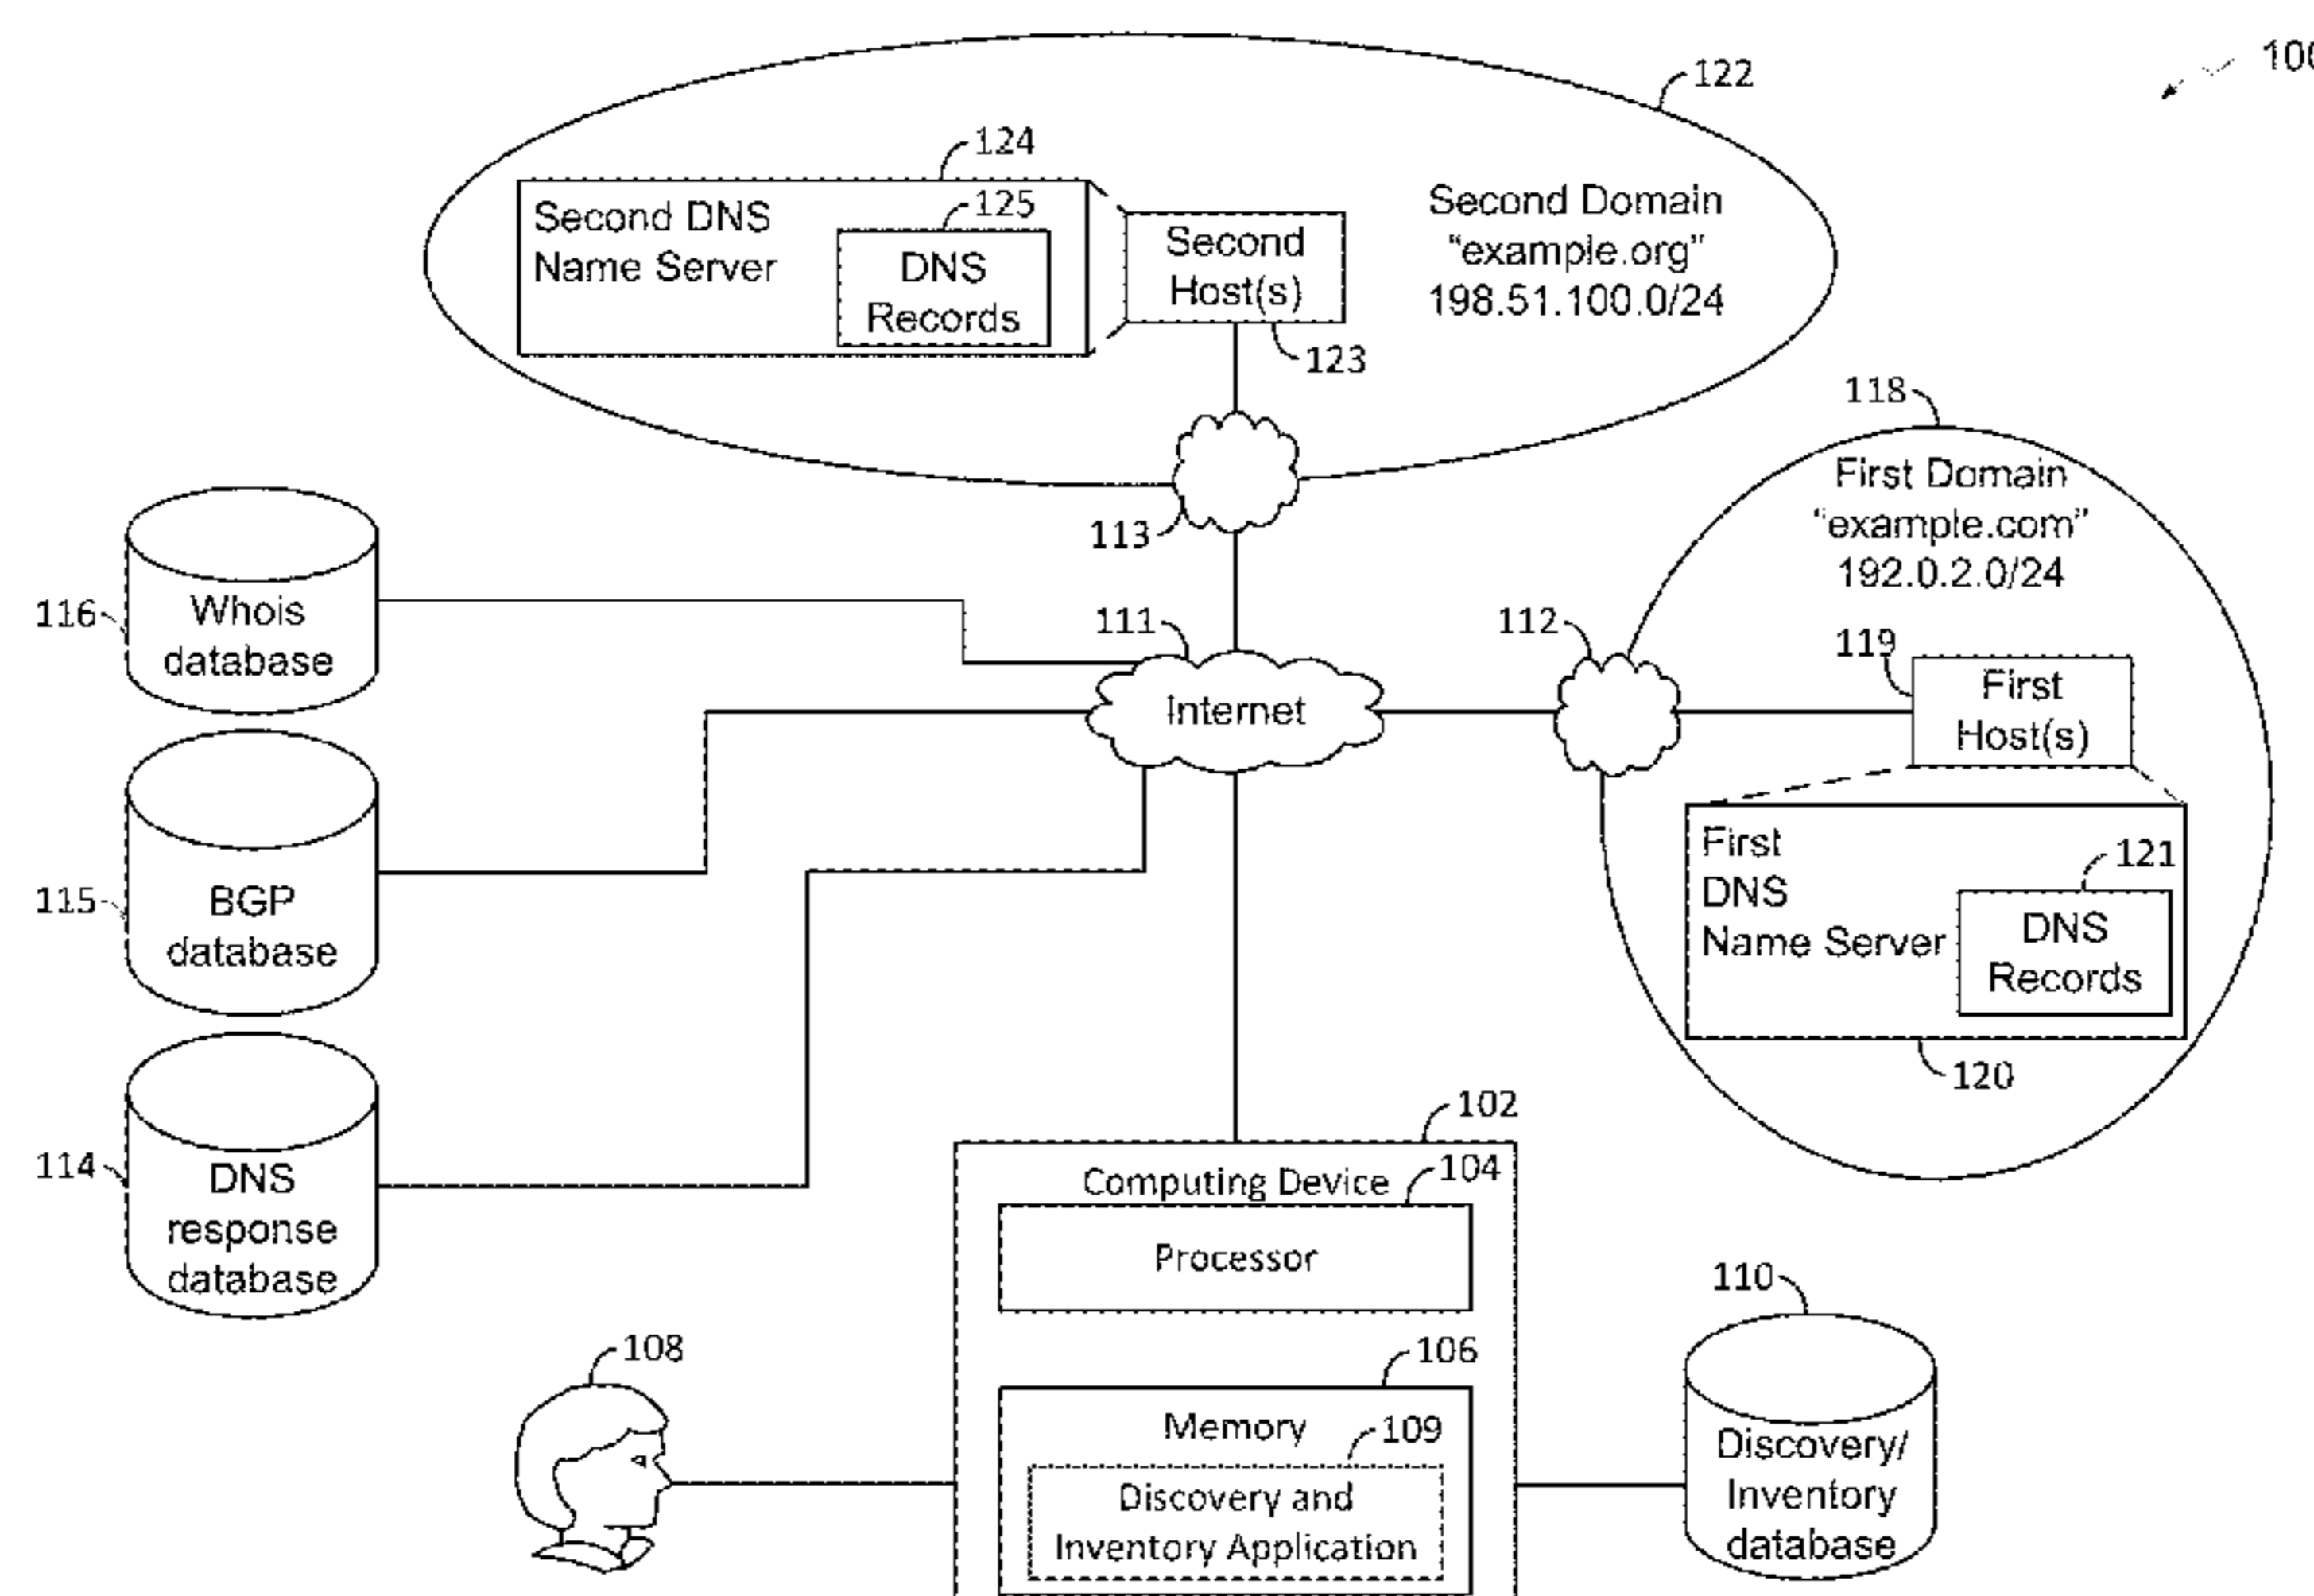 100
122
124
Second DNS
Name Server
125
DNS
Records
Second
Host(s)
123
Second Domain
"example.org"
198.51.100.0/24
118
First Domain
"example.com"
192.0.2.0/24
113
116
Whois
database
111
Internet
112
119
First
Host(s)
115
BGP
database
First
DNS
Name Server
121
DNS
Records
120
114
DNS
response
database
102
Computing Device
104
Processor
108
106
Memory
109
Discovery and
Inventory Application
110
Discovery/
Inventory
database